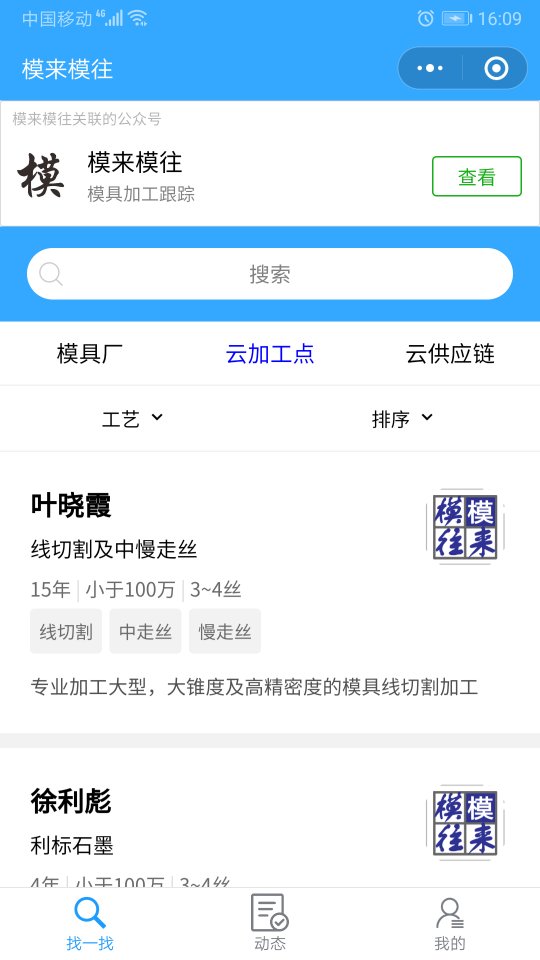 中国移动 4G 16:09
模来模往
模来模往关联的公众号
模
模来模往
模具加工跟踪
查看
搜索
模具厂 云加工点 云供应链
工艺 排序
叶晓霞
模模
往来
线切割及中慢走丝
15年 小于100万 3~4丝
线切割 中走丝 慢走丝
专业加工大型，大锥度及高精密度的模具线切割加工
徐利彪
模模
往来
利标石墨
4年 小于100万 3~4丝
找一找 动态 我的